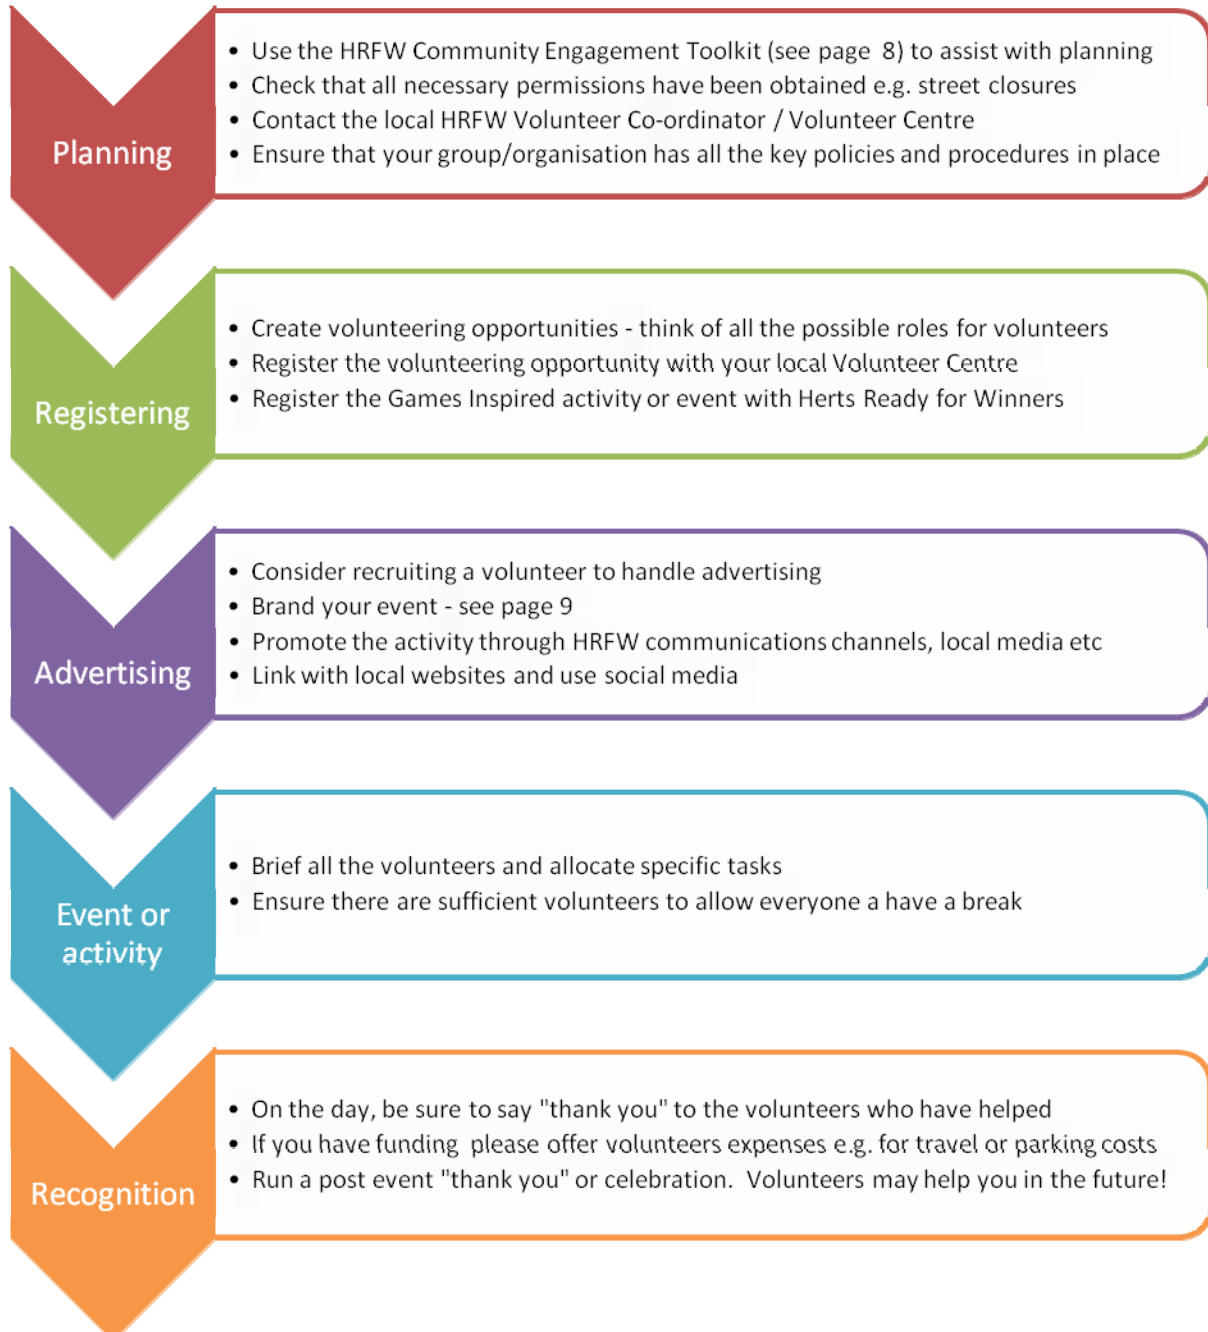 Planning
• Use the HRFW Community Engagement Toolkit (see page 8) to assist with planning
• Check that all necessary permissions have been obtained e.g. street closures
• Contact the local HRFW Volunteer Co-ordinator / Volunteer Centre
• Ensure that your group/organisation has all the key policies and procedures in place
Registering
• Create volunteering opportunities - think of all the possible roles for volunteers
• Register the volunteering opportunity with your local Volunteer Centre
• Register the Games Inspired activity or event with Herts Ready for Winners
Advertising
• Consider recruiting a volunteer to handle advertising
• Brand your event - see page 9
• Promote the activity through HRFW communications channels, local media etc
• Link with local websites and use social media
Event or
activity
• Brief all the volunteers and allocate specific tasks
• Ensure there are sufficient volunteers to allow everyone a have a break
Recognition
• On the day, be sure to say "thank you" to the volunteers who have helped
• If you have funding please offer volunteers expenses e.g. for travel or parking costs
• Run a post event "thank you" or celebration. Volunteers may help you in the future!